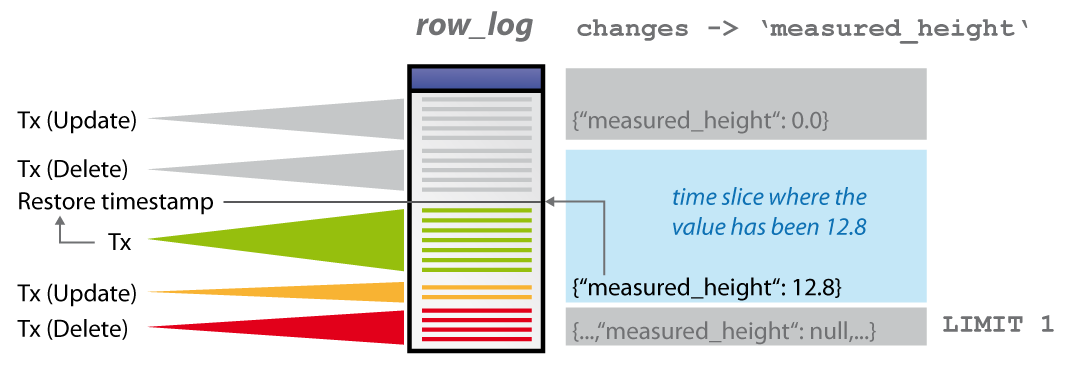 row_log
changes -> ‘measured_height‘
Tx (Update)
{“measured_height“: 0.0}
Tx (Delete)
Restore timestamp
time slice where the
value has been 12.8
Tx
Tx (Update)
{“measured_height“: 12.8}
Tx (Delete)
{...,“measured_height“: null,...}
LIMIT 1